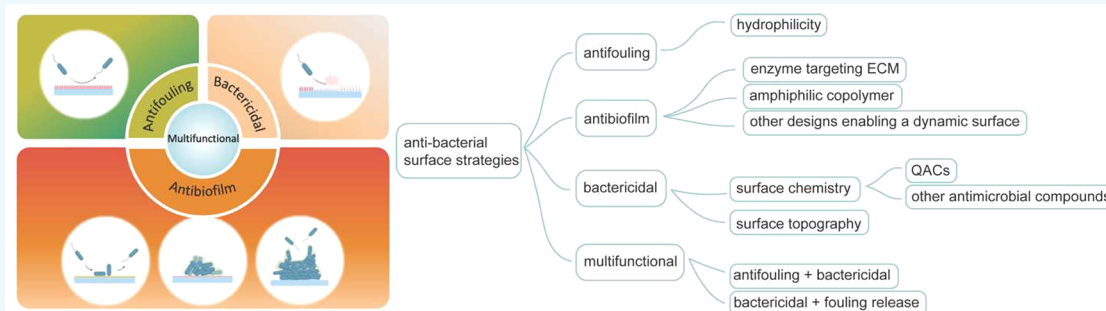 Antifouling
Bactericidal
Multifunctional
Antibiofilm
anti-bacterial
surface strategies
antifouling
hydrophilicity
antibiofilm
enzyme targeting ECM
amphiphilic copolymer
other designs enabling a dynamic surface
bactericidal
surface chemistry
QACs
other antimicrobial compounds
surface topography
multifunctional
antifouling + bactericidal
bactericidal + fouling release